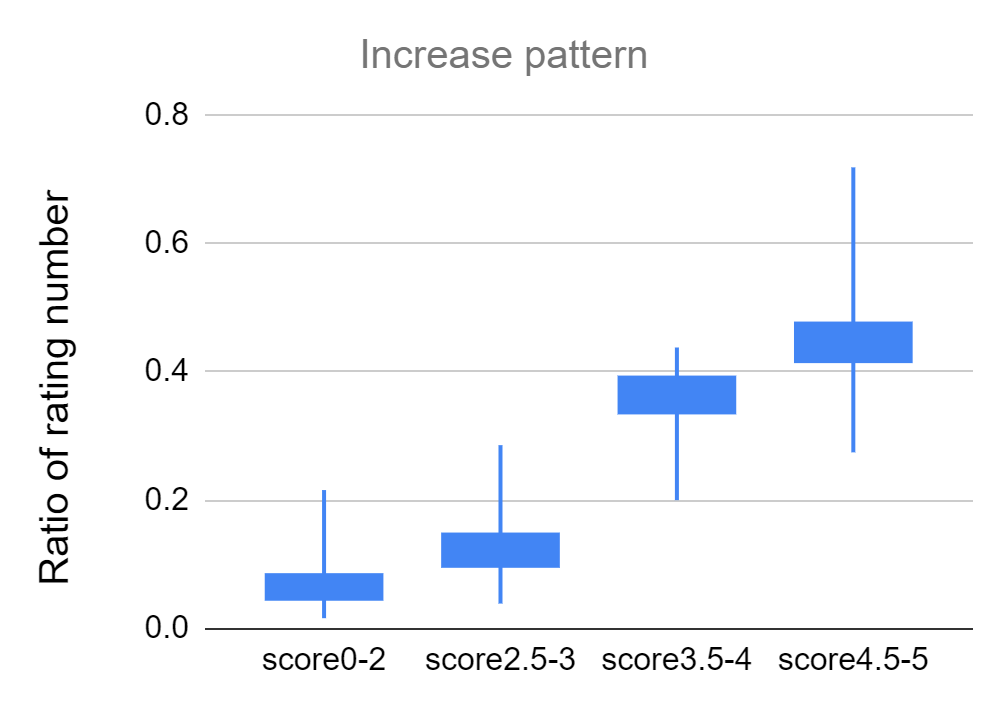 Increase pattern
Ratio of rating number
0.8
0.6
0.4
0.2
0.0
score0-2
score2.5-3
score3.5-4
score4.5-5